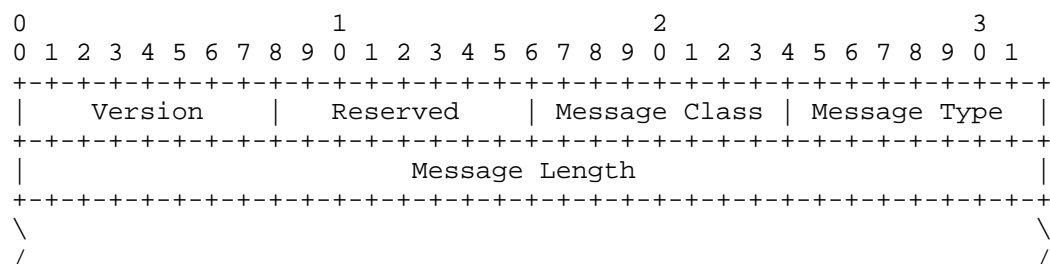 0                   1                   2                   3
0 1 2 3 4 5 6 7 8 9 0 1 2 3 4 5 6 7 8 9 0 1 2 3 4 5 6 7 8 9 0 1
+-+-+-+-+-+-+-+-+-+-+-+-+-+-+-+-+-+-+-+-+-+-+-+-+-+-+-+-+-+-+-+-+
|    Version    |   Reserved    | Message Class | Message Type  |
+-+-+-+-+-+-+-+-+-+-+-+-+-+-+-+-+-+-+-+-+-+-+-+-+-+-+-+-+-+-+-+-+
|                        Message Length                         |
+-+-+-+-+-+-+-+-+-+-+-+-+-+-+-+-+-+-+-+-+-+-+-+-+-+-+-+-+-+-+-+-+
\                                                               \
/                                                               /